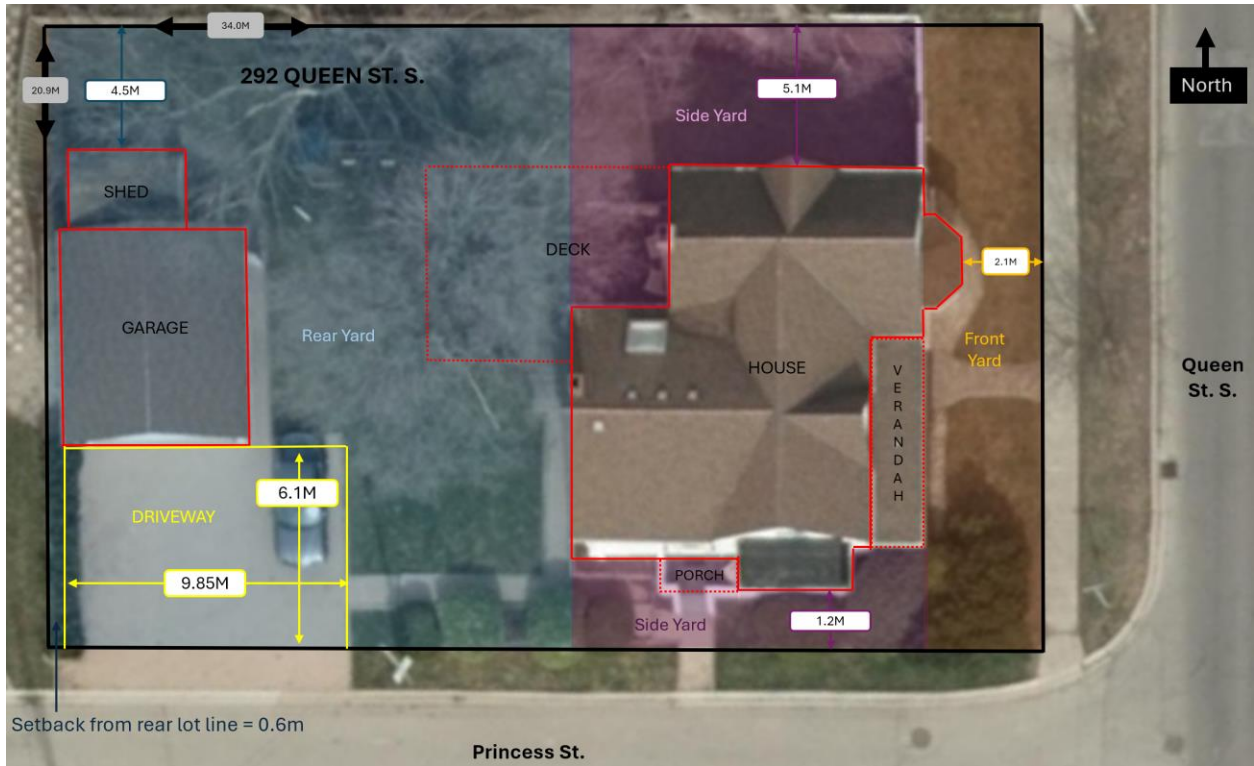 34.0M
292 QUEEN ST. S.
20.9M
4.5M
5.1M
North
Side Yard
SHED
DECK
2.1M
GARAGE
Rear Yard
HOUSE
Front
Yard
Queen
St. S.
VERANDAH
6.1M
DRIVEWAY
9.85M
PORCH
Side Yard
1.2M
Setback from rear lot line = 0.6m
Princess St.